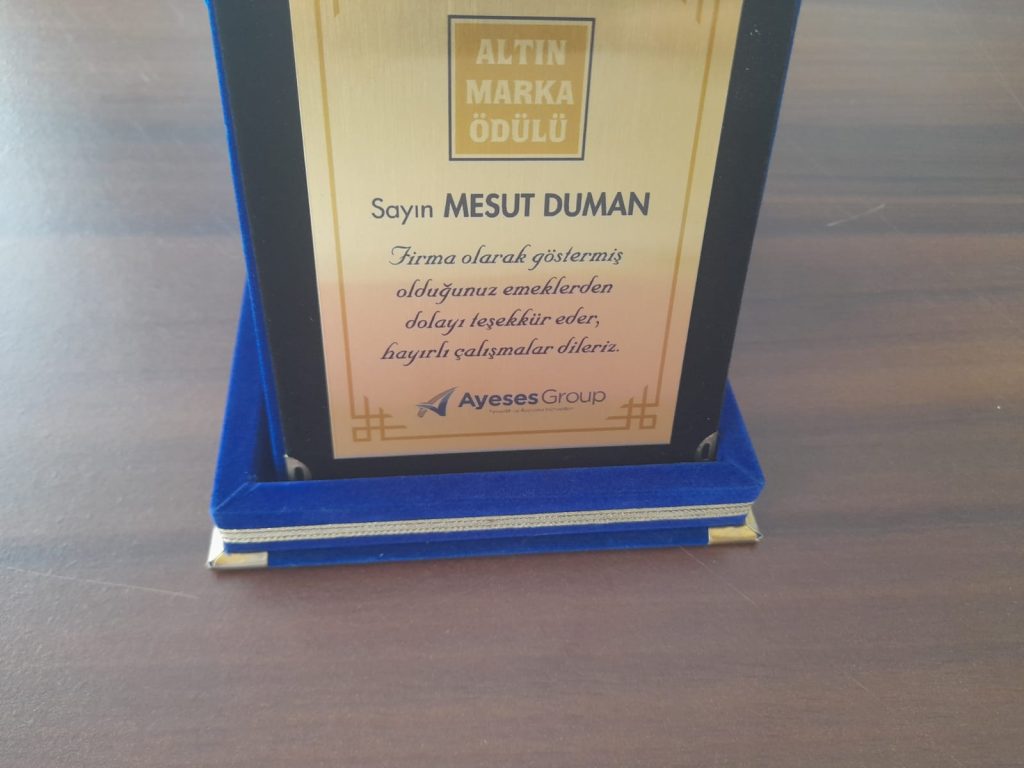 ALTIN
MARKA
ÖDÜLÜ
Sayın MESUT DUMAN
Firma olarak göstermiş
olduğunuz emeklerden
dolayı teşekkür eder,
hayırlı çalışmalar dileriz.
Ayeses Group